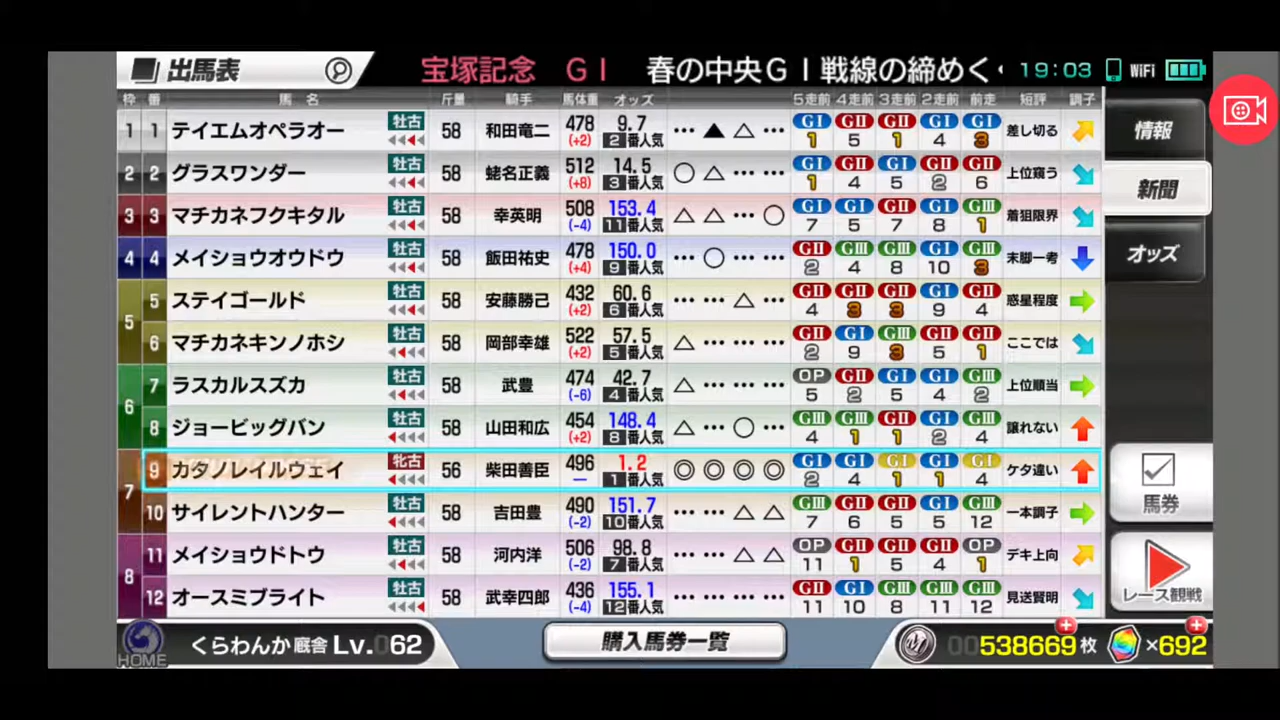 出馬表 宝塚記念 GI 春の中央GI戦線の締めく 19:03 WiFi
枠 番 馬名 斤量 騎手 馬体重 オッズ 5走前 4走前 3走前 2走前 前走 短評 調子
1 1 テイエムオペラオー 牡古 58 和田竜二 478 (+2) 9.7 2番人気 … ▲ △ … GI 1 GII 5 GI 1 GI 4 GI 3 差し切る
2 2 グラスワンダー 牡古 58 蛯名正義 512 (+8) 14.5 3番人気 ○ △ … … GI 1 GII 4 GI 5 GII 2 GII 6 上位窺う
3 3 マチカネフクキタル 牡古 58 幸英明 508 (-4) 153.4 11番人気 △ △ … ○ GI 7 GI 5 GII 7 GI 8 GIII 1 着狙限界
4 4 メイショウオウドウ 牡古 58 飯田祐史 478 (+4) 150.0 9番人気 … ○ … … GII 2 GIII 4 GIII 8 GI 10 GIII 3 末脚一考
5 5 ステイゴールド 牡古 58 安藤勝己 432 (+2) 60.6 6番人気 … … △ … GII 4 GII 3 GII 3 GI 9 GII 4 惑星程度
6 マチカネキンノホシ 牡古 58 岡部幸雄 522 (+2) 57.5 5番人気 △ … … … GII 2 GI 9 GIII 3 GII 5 GII 1 ここでは
6 7 ラスカルスズカ 牡古 58 武豊 474 (-6) 42.7 4番人気 △ … … … OP 5 GII 2 GI 5 GI 4 GIII 2 上位順当
8 ジョービッグバン 牡古 58 山田和広 454 (+2) 148.4 8番人気 △ … ○ … GIII 4 GIII 1 GII 1 GI 2 GIII 4 譲れない
7 9 カタノレイルウェイ 牝古 56 柴田善臣 496 ― 1.2 1番人気 ◎ ◎ ◎ ◎ GI 2 GI 4 GI 1 GI 1 GI 4 ケタ違い
10 サイレントハンター 牡古 58 吉田豊 490 (-2) 151.7 10番人気 … … △ △ GIII 7 GII 6 GII 5 GI 5 GIII 12 一本調子
8 11 メイショウドトウ 牡古 58 河内洋 506 (-2) 98.8 7番人気 … … △ △ OP 11 GII 1 GII 5 GI 4 OP 1 デキ上向
12 オースミブライト 牡古 58 武幸四郎 436 (-4) 155.1 12番人気 … … … … GII 11 GI 10 GIII 8 GIII 11 GIII 12 見送賢明
情報
新聞
オッズ
馬券
レース観戦
HOME くらわんか 厩舎 Lv.062 購入馬券一覧 M 00538669枚 ×692